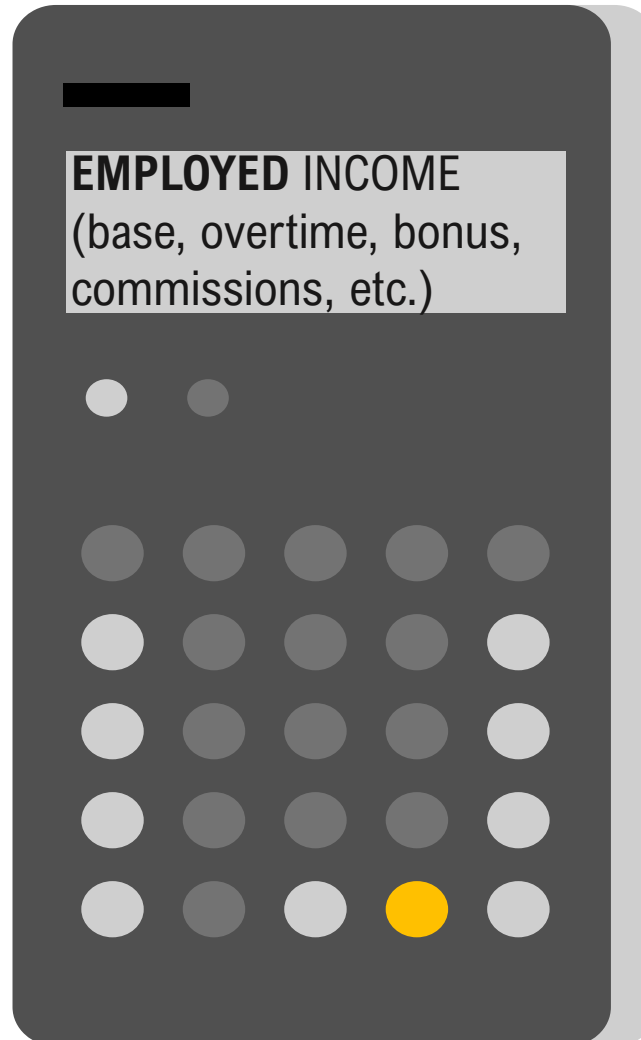 EMPLOYED INCOME
(base, overtime, bonus,
commissions, etc.)